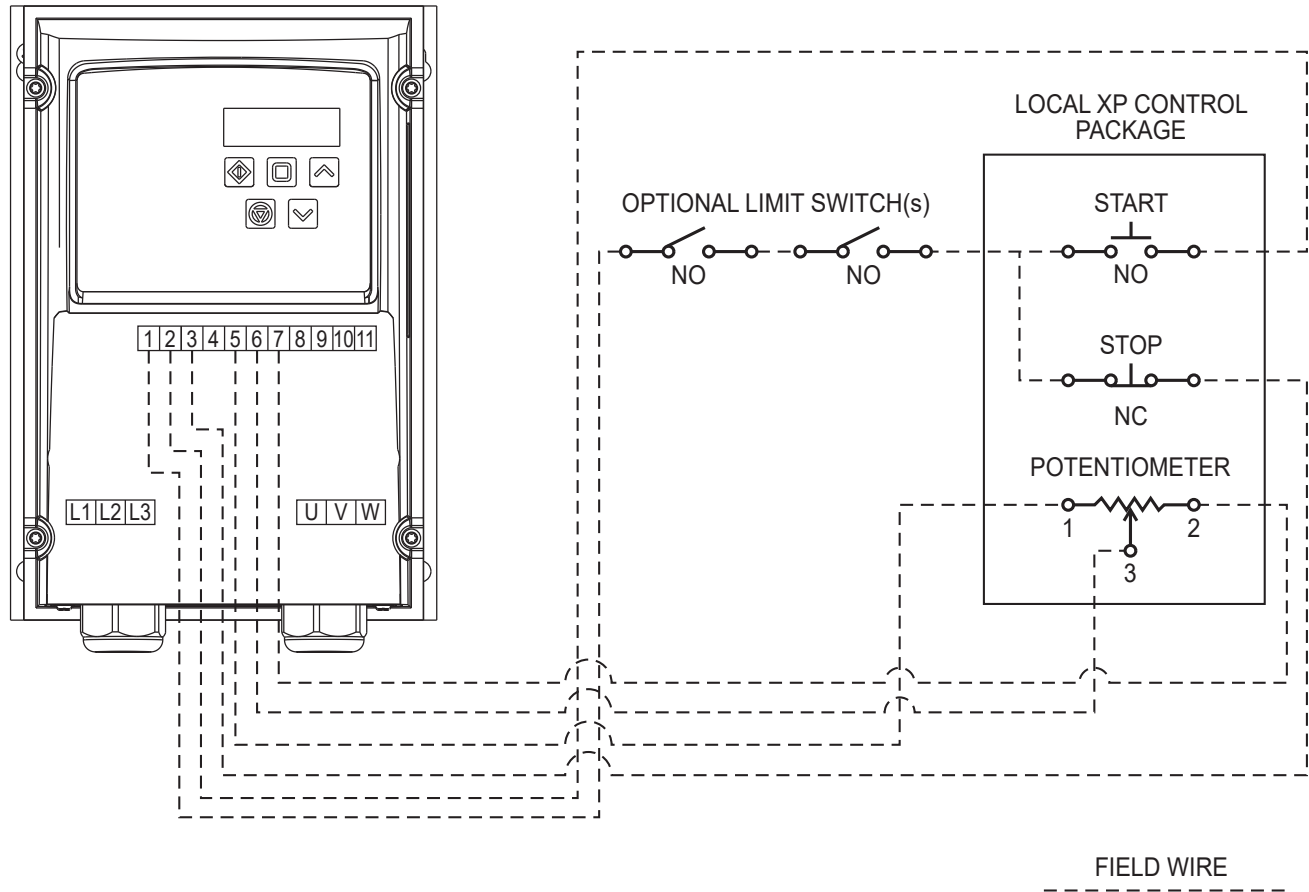 LOCAL XP CONTROL
PACKAGE
OPTIONAL LIMIT SWITCH(s)
START
NO
NO
NO
1 2 3 4 5 6 7 8 9 10 11
STOP
NC
POTENTIOMETER
L1 L2 L3
U V W
1
2
3
FIELD WIRE